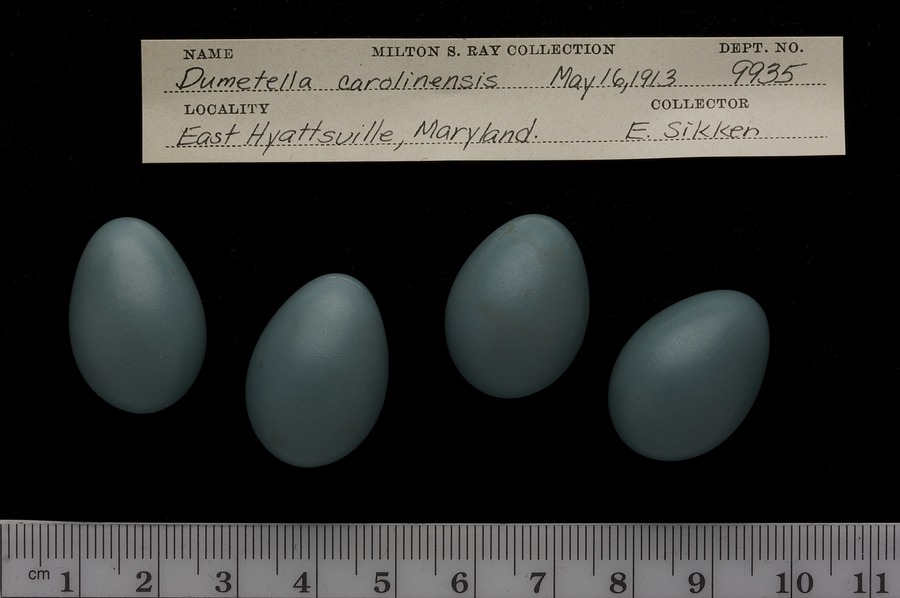 NAME MILTON S. RAY COLLECTION DEPT. NO.
Dumetella carolinensis May 16, 1913 9935
LOCALITY COLLECTOR
East Hyattsville, Maryland. E. Sikken
cm 1 2 3 4 5 6 7 8 9 10 11